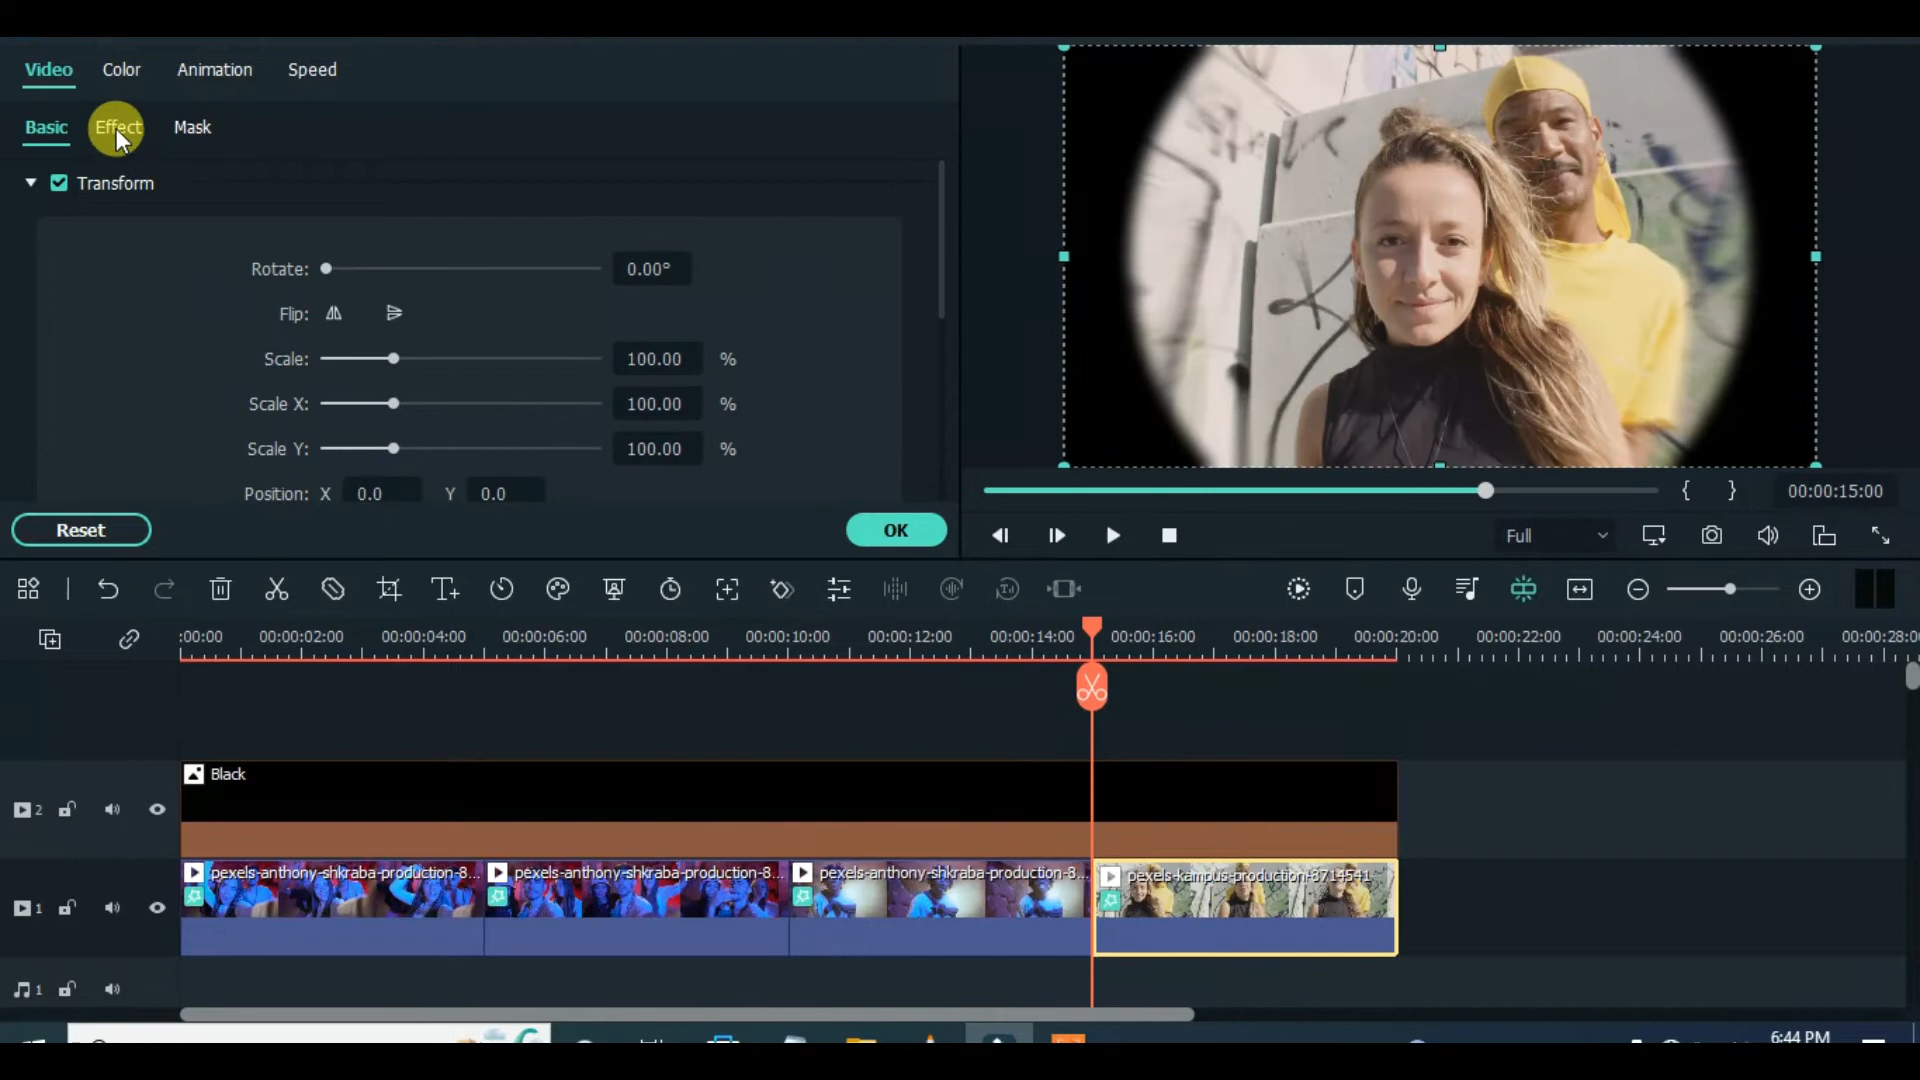 Video Color Animation Speed
Basic Effect Mask
Transform
Rotate: 0.00°
Flip:
Scale: 100.00 %
Scale X: 100.00 %
Scale Y: 100.00 %
Position: X 0.0 Y 0.0
Reset OK
{ } 00:00:15:00
Full
:00:00 00:00:02:00 00:00:04:00 00:00:06:00 00:00:08:00 00:00:10:00 00:00:12:00 00:00:14:00 00:00:16:00 00:00:18:00 00:00:20:00 00:00:22:00 00:00:24:00 00:00:26:00 00:00:28:0
Black
2
pexels-anthony-shkraba-production-8... pexels-anthony-shkraba-production-8... pexels-anthony-shkraba-production-8... pexels-kampus-production-8714541
1
1
6:44 PM